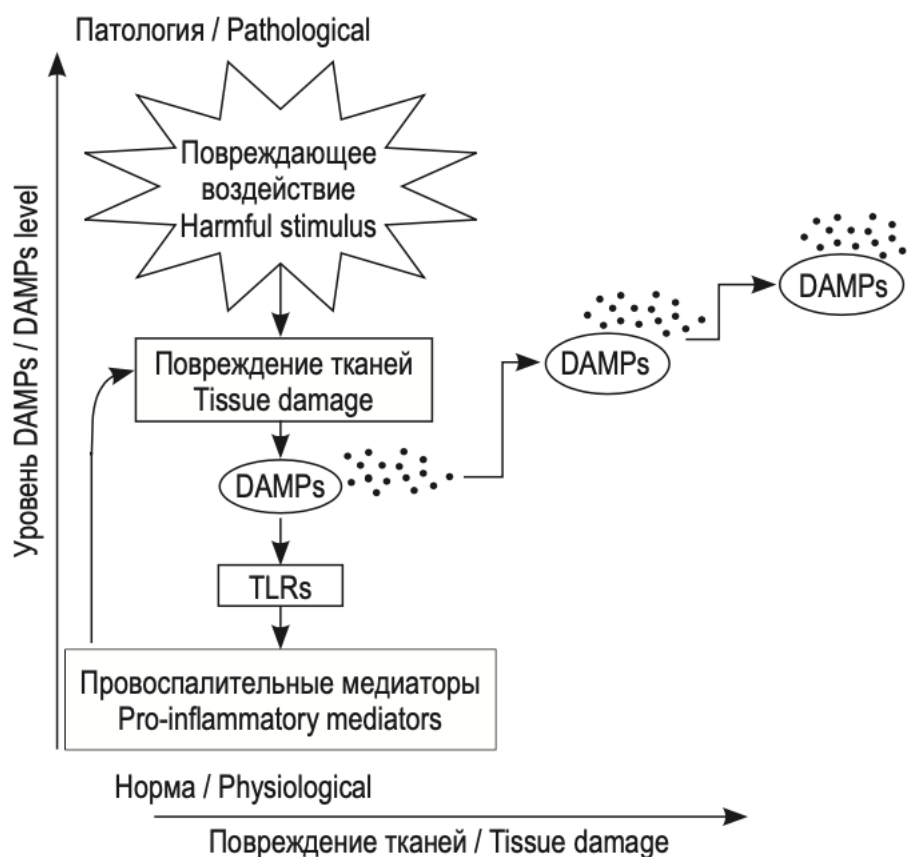 Патология / Pathological
Повреждающее
воздействие
Harmful stimulus
Уровень DAMPs / DAMPs level
DAMPs
DAMPs
Повреждение тканей
Tissue damage
DAMPs
TLRs
Провоспалительные медиаторы
Pro-inflammatory mediators
Норма / Physiological
Повреждение тканей / Tissue damage